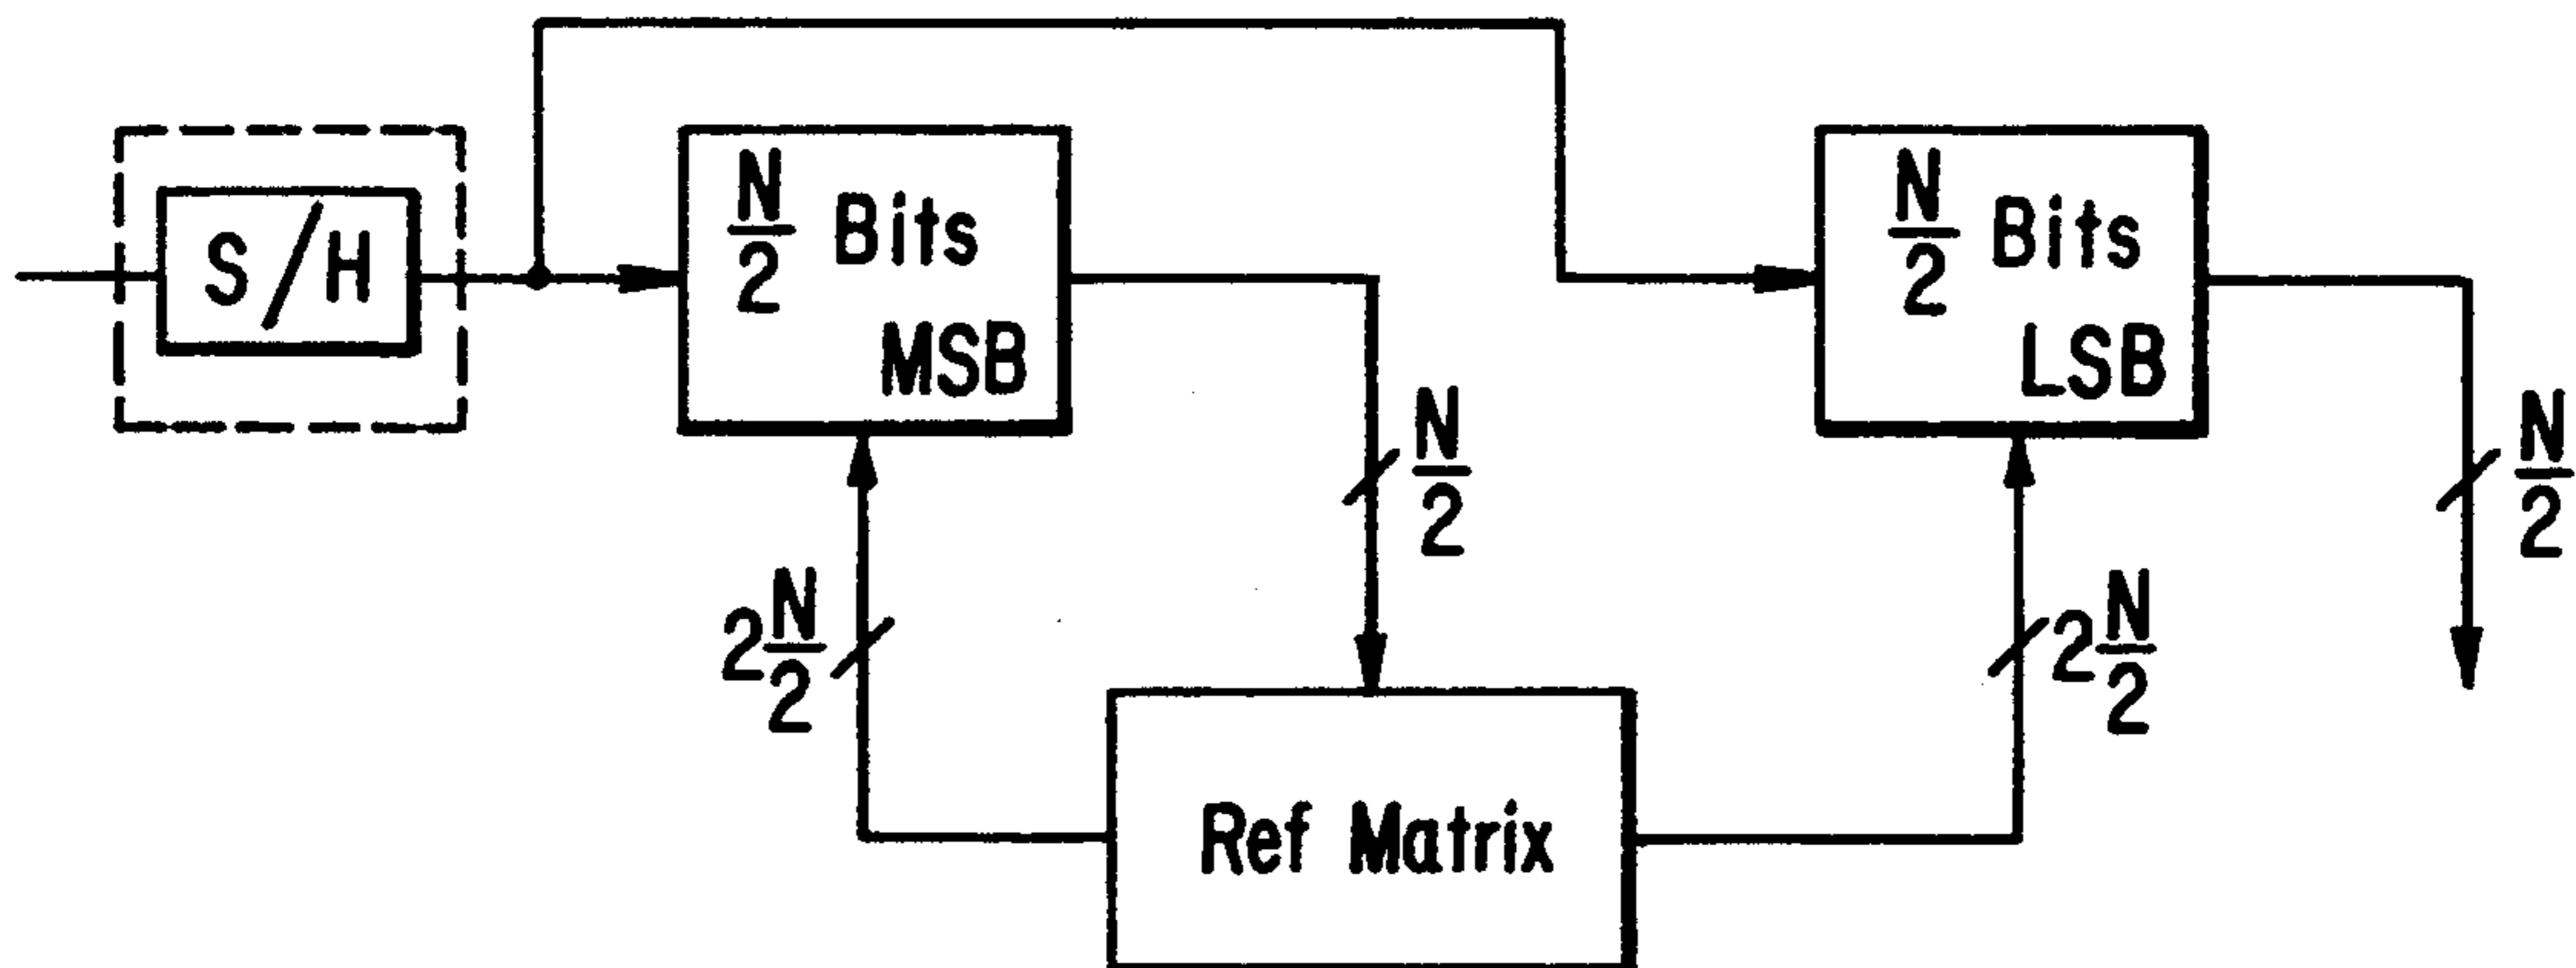 S/H
N/2 Bits
MSB
N/2 Bits
LSB
N/2
N/2
2 N/2
2 N/2
Ref Matrix